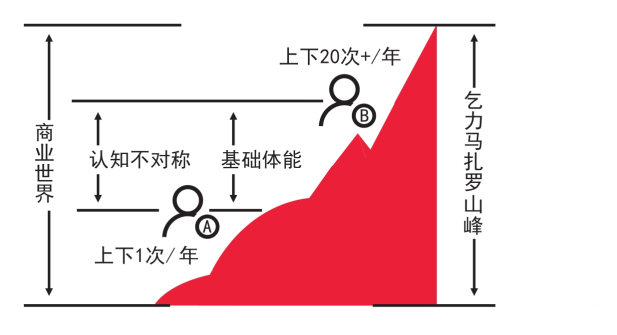 上下20次+/年
B
商业世界
认知不对称
基础体能
乞力马扎罗山峰
A
上下1次/年